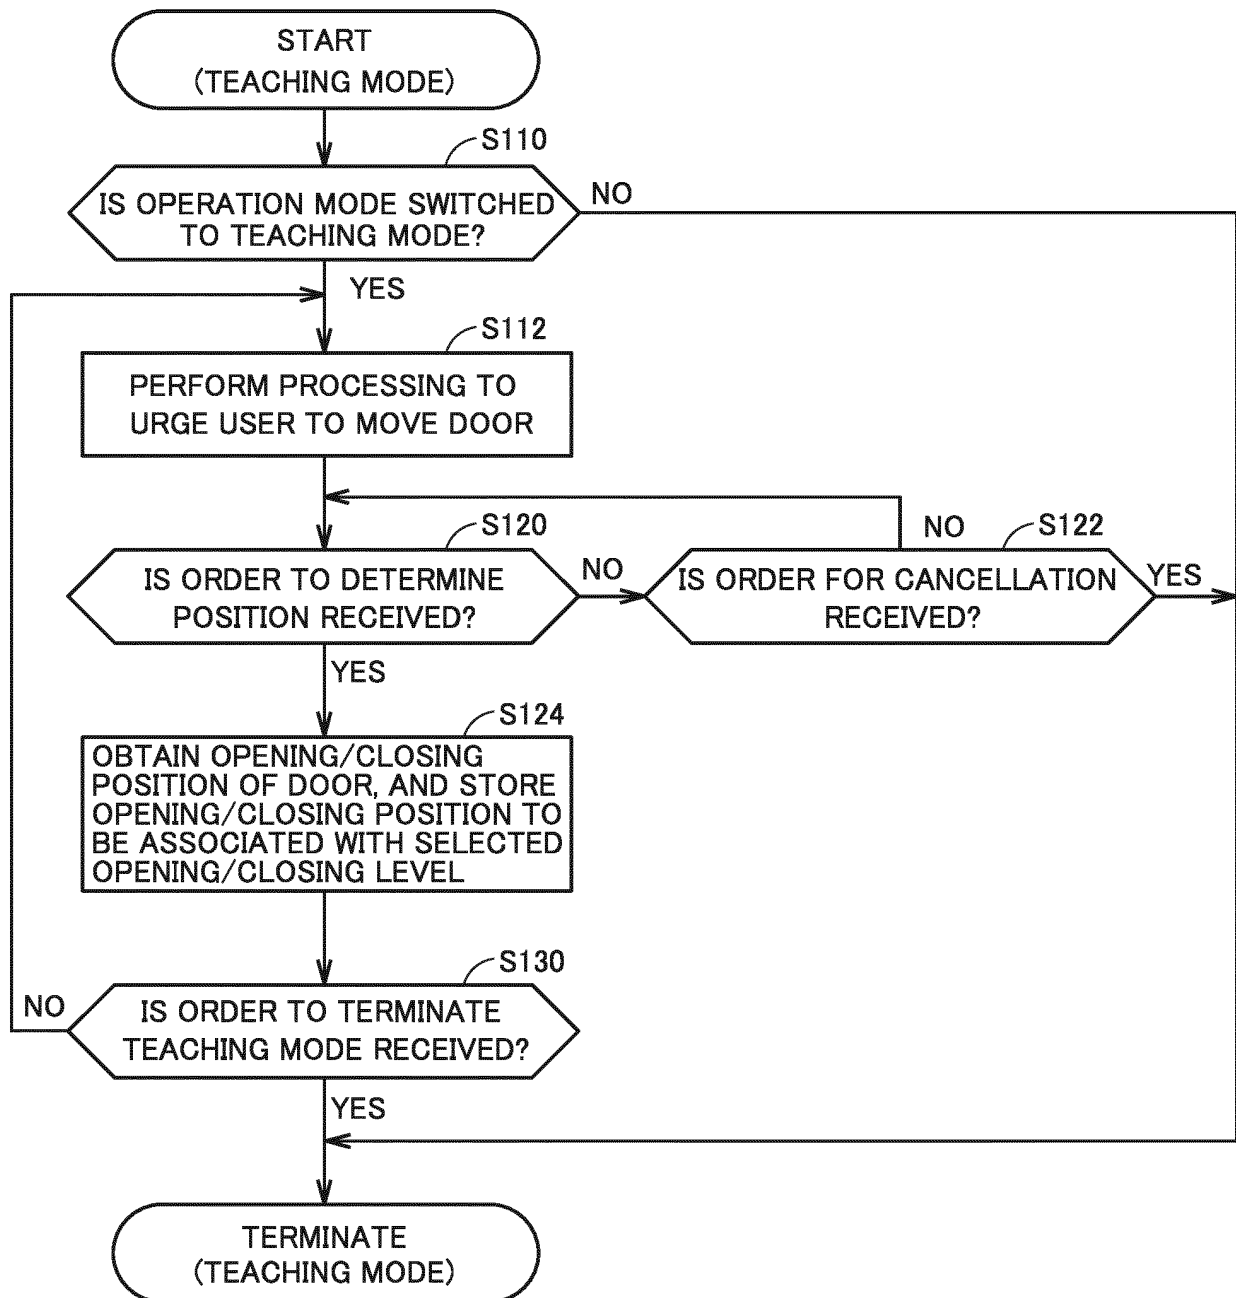 START
(TEACHING MODE)
S110
IS OPERATION MODE SWITCHED
TO TEACHING MODE?
NO
YES
S112
PERFORM PROCESSING TO
URGE USER TO MOVE DOOR
S120
IS ORDER TO DETERMINE
POSITION RECEIVED?
NO
NO
S122
IS ORDER FOR CANCELLATION
RECEIVED?
YES
YES
S124
OBTAIN OPENING/CLOSING
POSITION OF DOOR, AND STORE
OPENING/CLOSING POSITION TO
BE ASSOCIATED WITH SELECTED
OPENING/CLOSING LEVEL
S130
NO
IS ORDER TO TERMINATE
TEACHING MODE RECEIVED?
YES
TERMINATE
(TEACHING MODE)